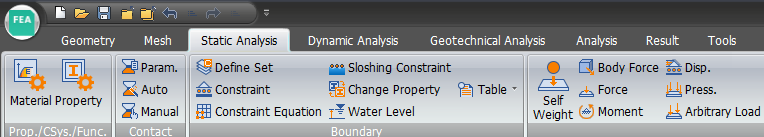 FEA
Geometry Mesh Static Analysis Dynamic Analysis Geotechnical Analysis Analysis Result Tools
Material Property
Prop./CSys./Func.
Param.
Auto
Manual
Contact
Define Set
Constraint
Constraint Equation
Sloshing Constraint
Change Property
Water Level
Table
Boundary
Self
Weight
Body Force
Force
Moment
Disp.
Press.
Arbitrary Load